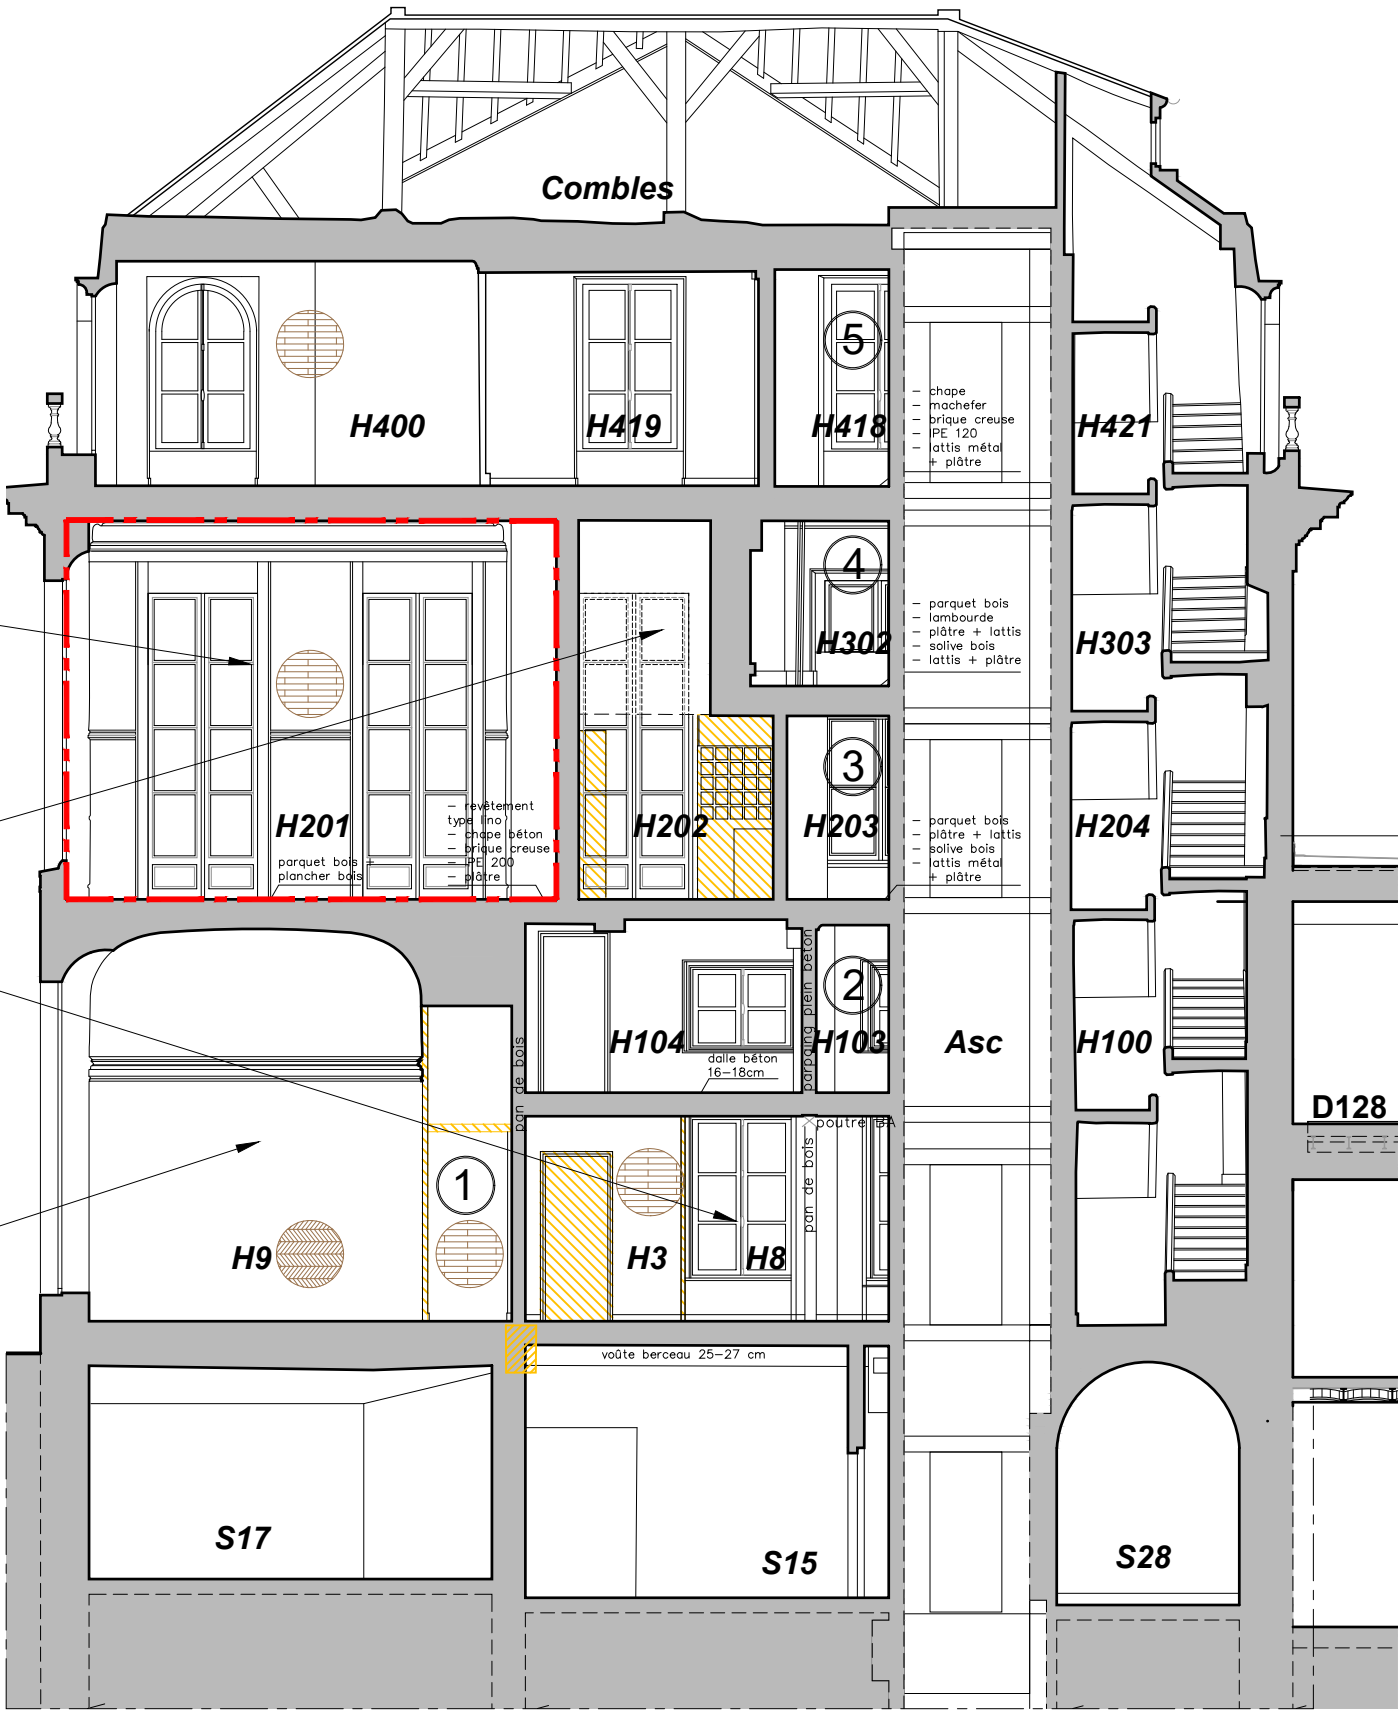 Combles
5
H400
H419
H418
– chape
– machefer
– brique creuse
– IPE 120
– lattis métal
+ plâtre
H421
4
H302
– parquet bois
– lambourde
– plâtre + lattis
– solive bois
– lattis + plâtre
H303
3
H201
parquet bois +
plancher bois
– revêtement
type lino
– chape béton
– brique creuse
– IPE 200
– plâtre
H202
H203
– parquet bois
– plâtre + lattis
– solive bois
– lattis métal
+ plâtre
H204
2
H104
dalle béton
16–18cm
parpaing plein béton
H103
Asc
H100
pan de bois
D128
poutre BA
pan de bois
1
H9
H3
H8
voûte berceau 25–27 cm
S17
S15
S28